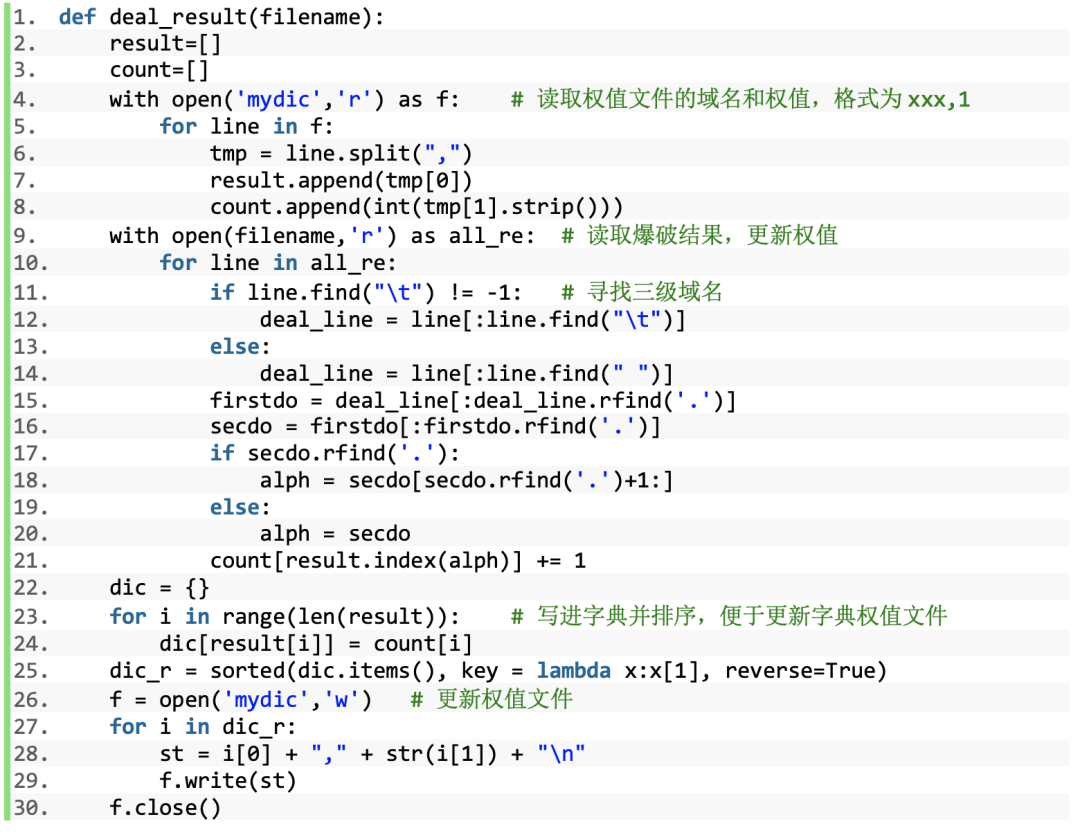 1. def deal_result(filename):
2.     result=[]
3.     count=[]
4.     with open('mydic','r') as f:    # 读取权值文件的域名和权值，格式为 xxx,1
5.         for line in f:
6.             tmp = line.split(",")
7.             result.append(tmp[0])
8.             count.append(int(tmp[1].strip()))
9.     with open(filename,'r') as all_re:  # 读取爆破结果，更新权值
10.         for line in all_re:
11.             if line.find("\t") != -1:   # 寻找三级域名
12.                 deal_line = line[:line.find("\t")]
13.             else:
14.                 deal_line = line[:line.find(" ")]
15.             firstdo = deal_line[:deal_line.rfind('.')]
16.             secdo = firstdo[:firstdo.rfind('.')]
17.             if secdo.rfind('.'):
18.                 alph = secdo[secdo.rfind('.')+1:]
19.             else:
20.                 alph = secdo
21.             count[result.index(alph)] += 1
22.     dic = {}
23.     for i in range(len(result)):    # 写进字典并排序，便于更新字典权值文件
24.         dic[result[i]] = count[i]
25.     dic_r = sorted(dic.items(), key = lambda x:x[1], reverse=True)
26.     f = open('mydic','w')   # 更新权值文件
27.     for i in dic_r:
28.         st = i[0] + "," + str(i[1]) + "\n"
29.         f.write(st)
30.     f.close()